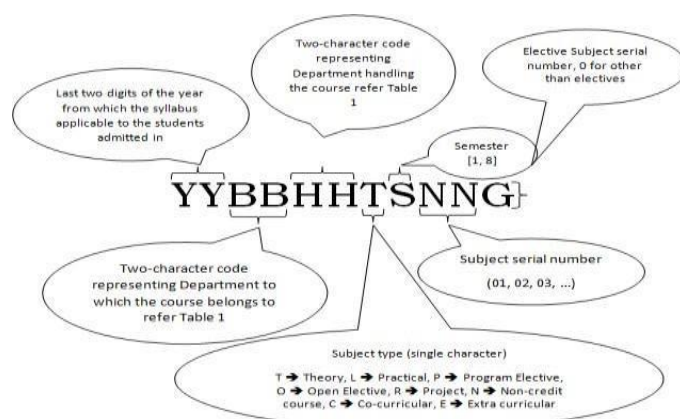 Two-character code
representing
Department handling
the course refer Table
1
Elective Subject serial
number, 0 for other
than electives
Last two digits of the year
from which the syllabus
applicable to the students
admitted in
Semester
[1, 8]
YYBBHHTSNNG
Two-character code
representing Department to
which the course belongs to
refer Table 1
Subject serial number
(01, 02, 03, ...)
Subject type (single character)
T ➔ Theory, L ➔ Practical, P ➔ Program Elective,
O ➔ Open Elective, R ➔ Project, N ➔ Non-credit
course, C ➔ Co-curricular, E ➔ Extra curricular